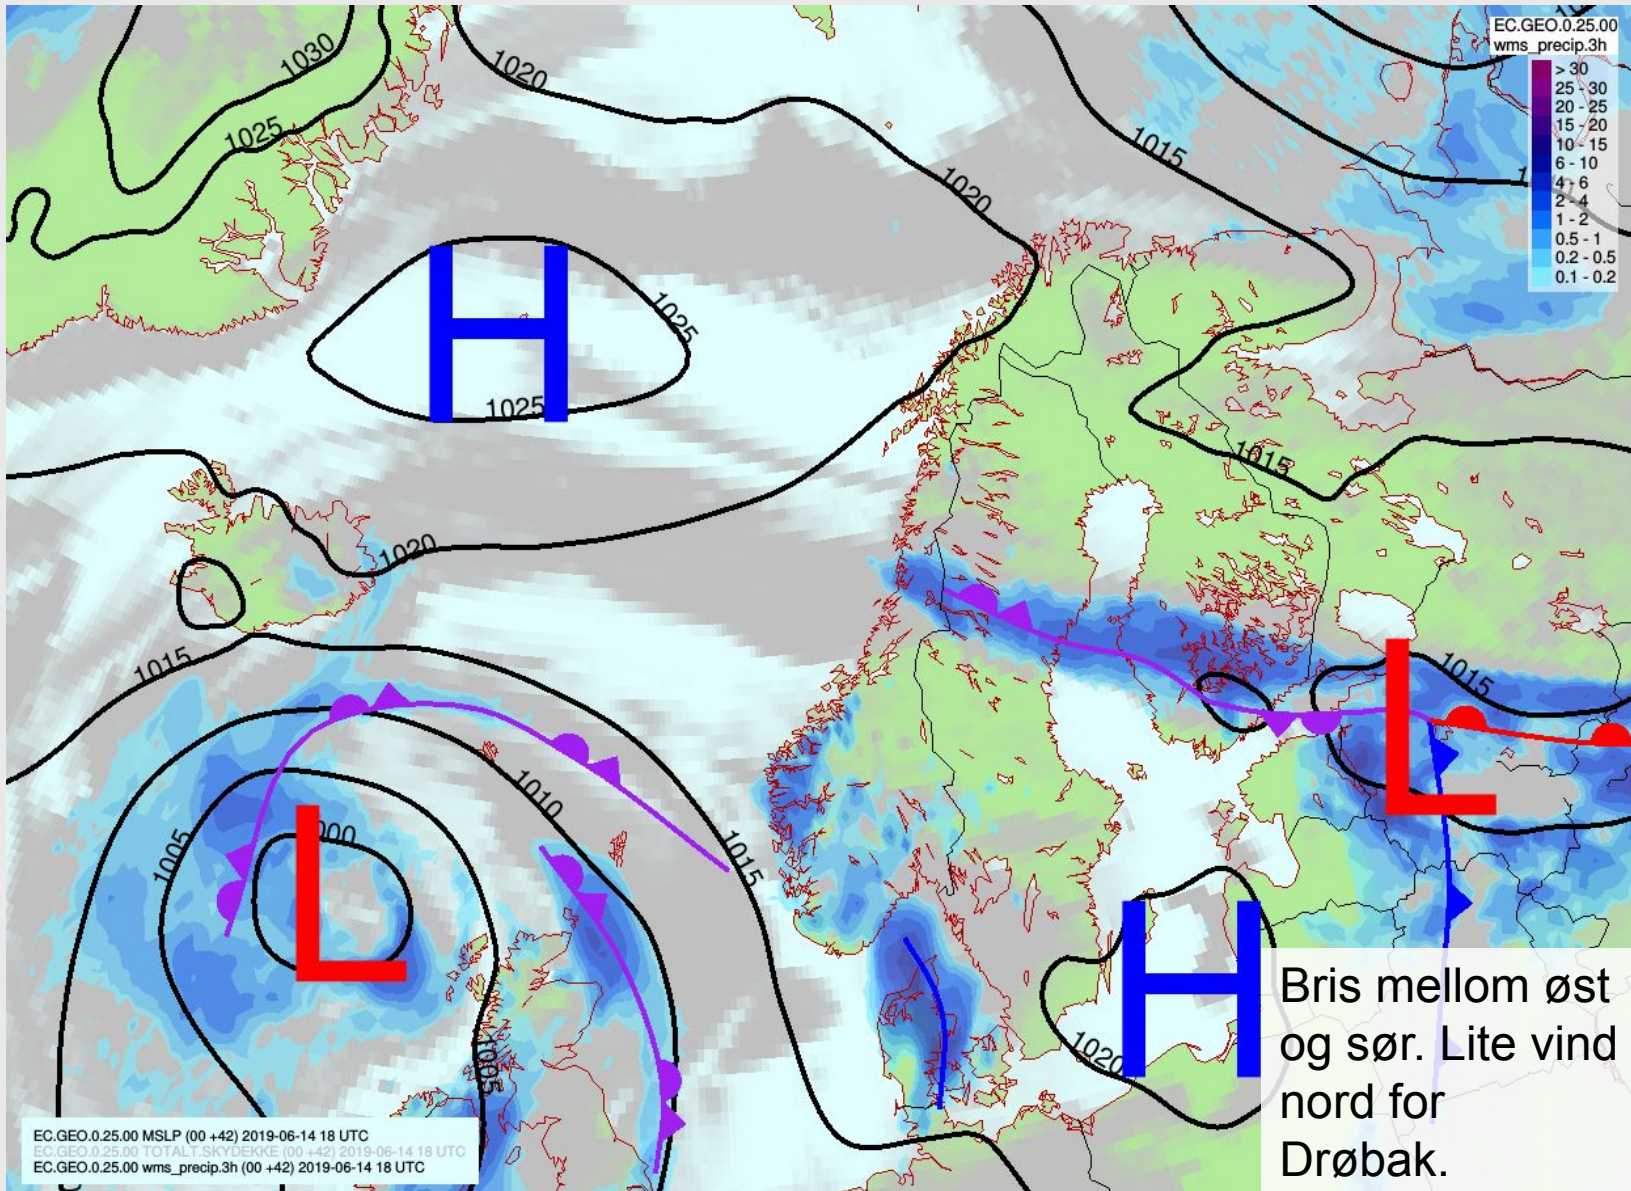 EC.GEO.0.25.00
wms_precip.3h
> 30
25 - 30
20 - 25
15 - 20
10 - 15
6 - 10
4 - 6
2 - 4
1 - 2
0.5 - 1
0.2 - 0.5
0.1 - 0.2
1030
1020
1025
1015
1020
H
1025
1025
1015
1020
1015
1015
L
1010
1005
000
L
1015
H
1020
1005
Bris mellom øst
og sør. Lite vind
nord for
Drøbak.
EC.GEO.0.25.00 MSLP (00 +42) 2019-06-14 18 UTC
EC.GEO.0.25.00 TOTALT.SKYDEKKE (00 +42) 2019-06-14 18 UTC
EC.GEO.0.25.00 wms_precip.3h (00 +42) 2019-06-14 18 UTC